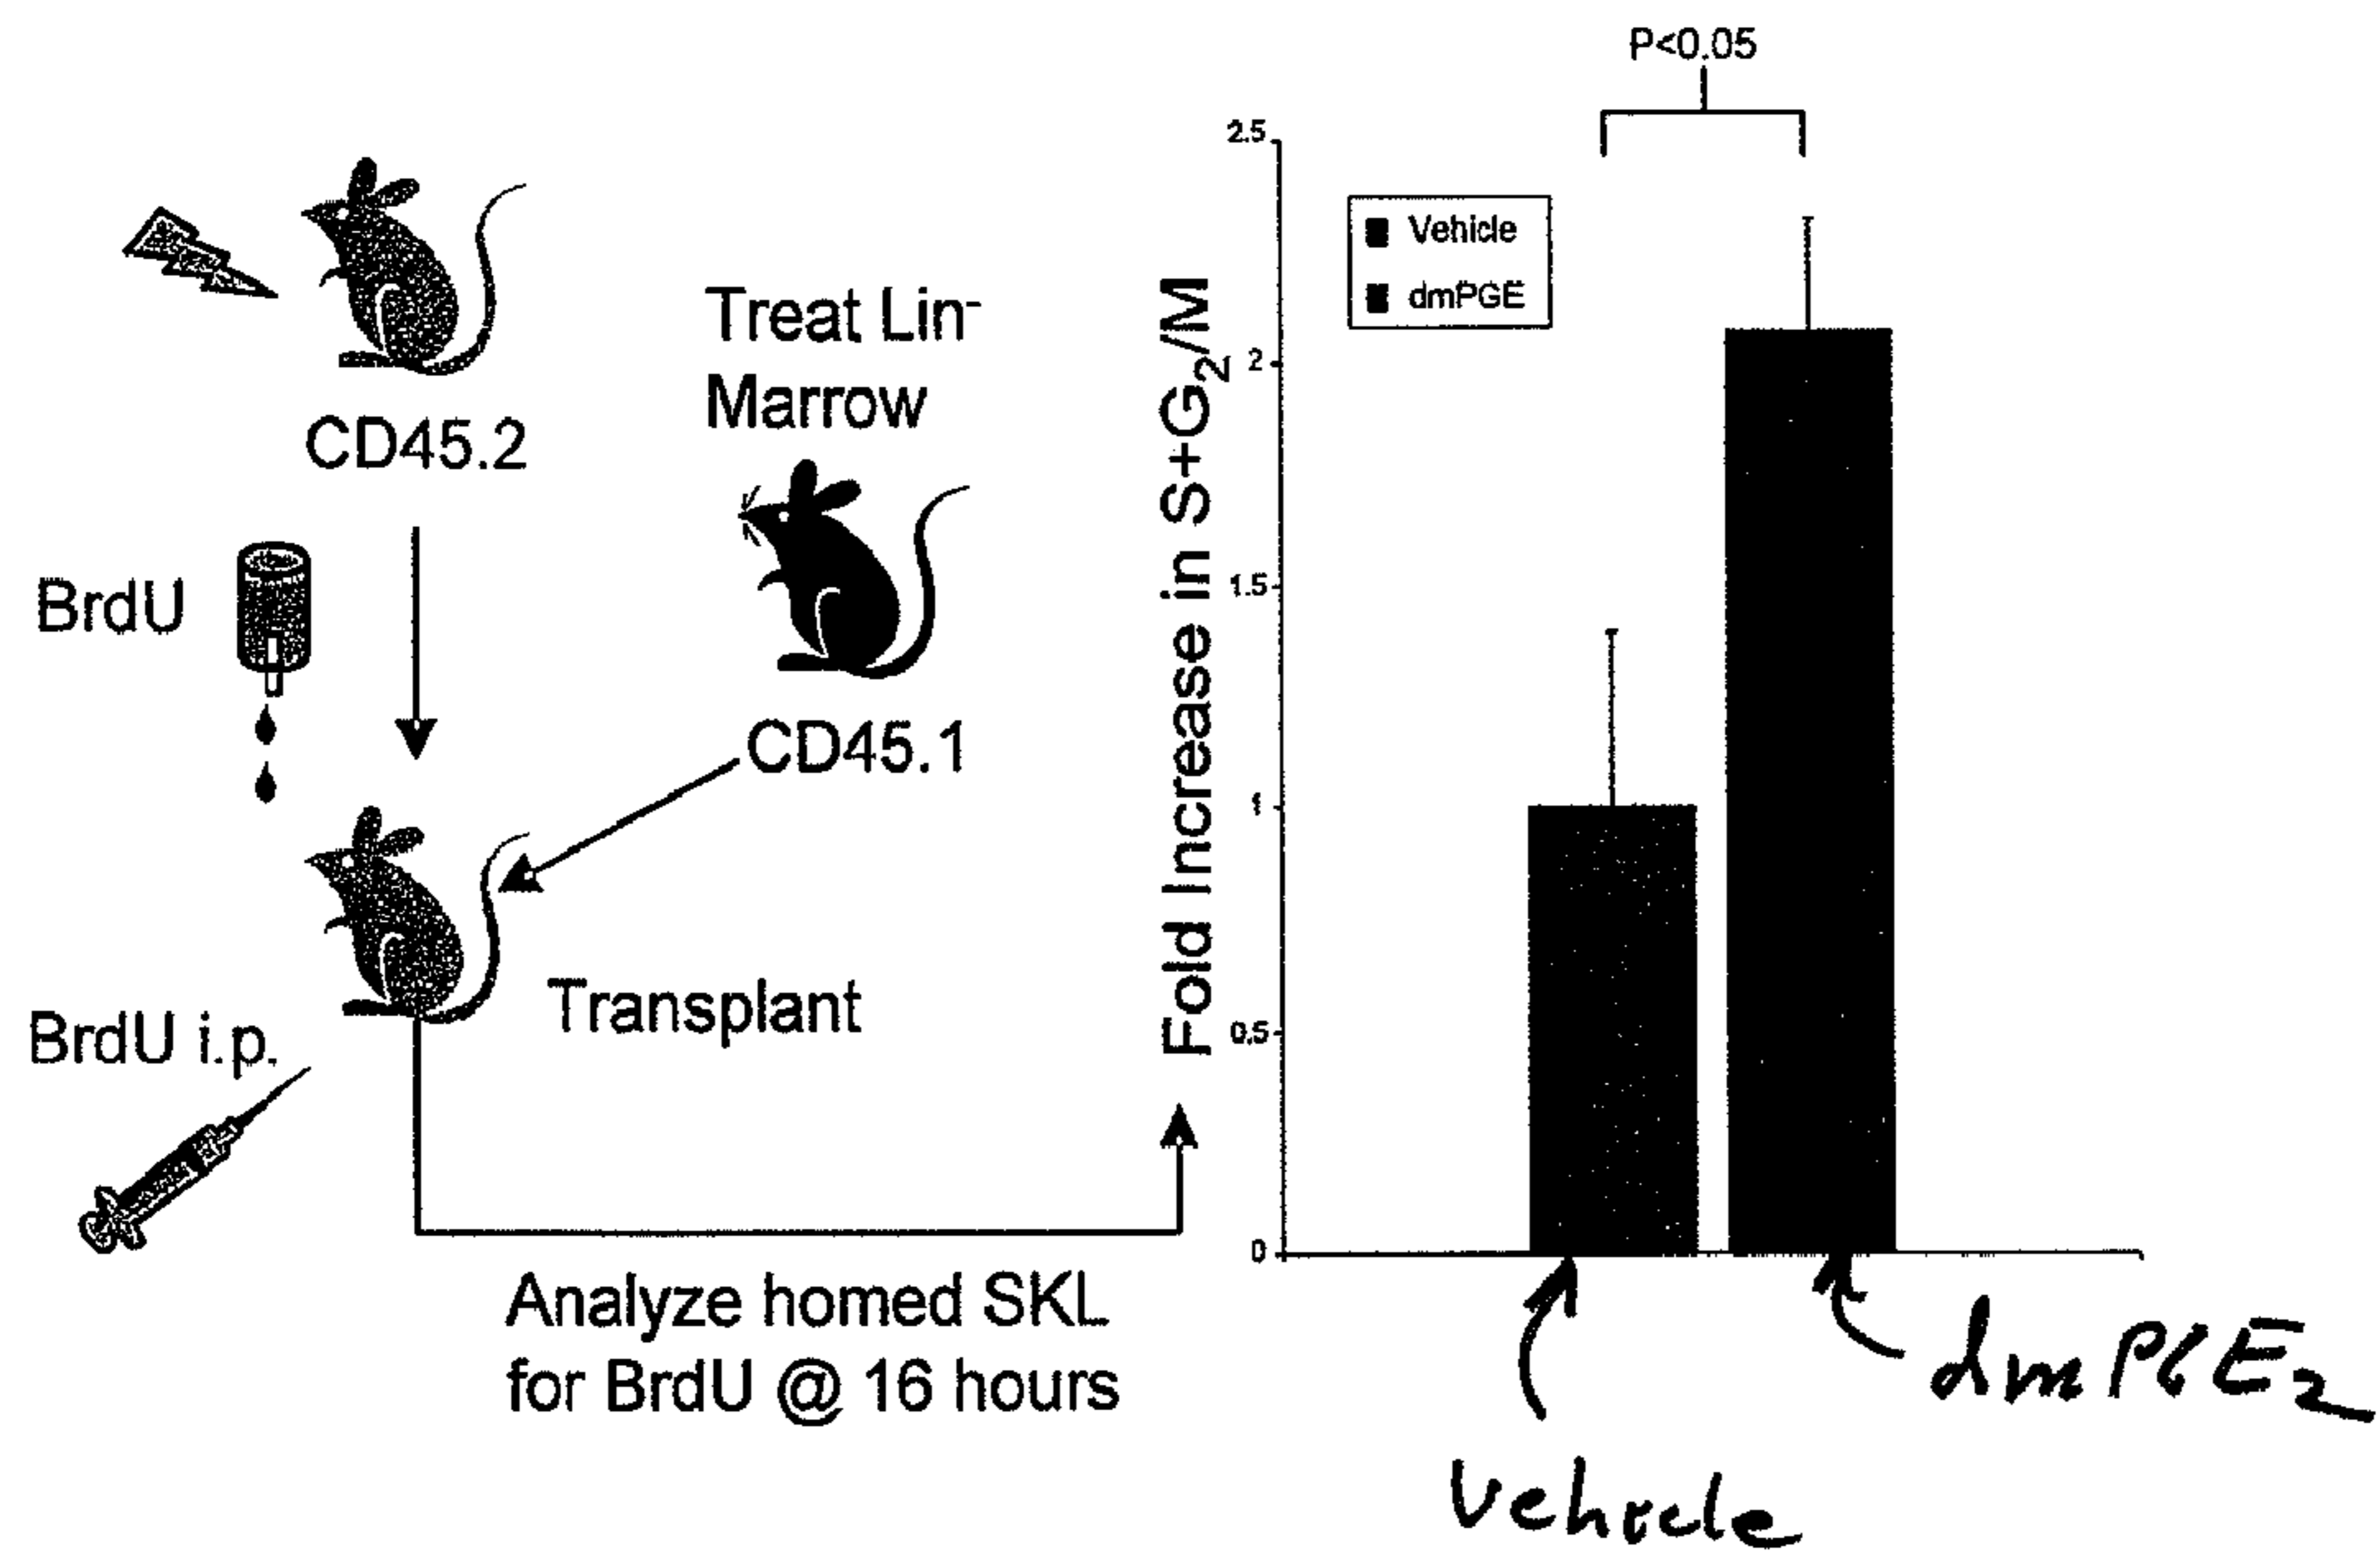 CD45.2
Treat Lin-
Marrow
CD45.1
BrdU
Transplant
BrdU i.p.
Analyze homed SKL
for BrdU @ 16 hours
P<0.05
Fold Increase in S+G2/M
2.5
2
1.5
1
0.5
0
Vehicle
dmPGE
Vehicle
dmPGE2